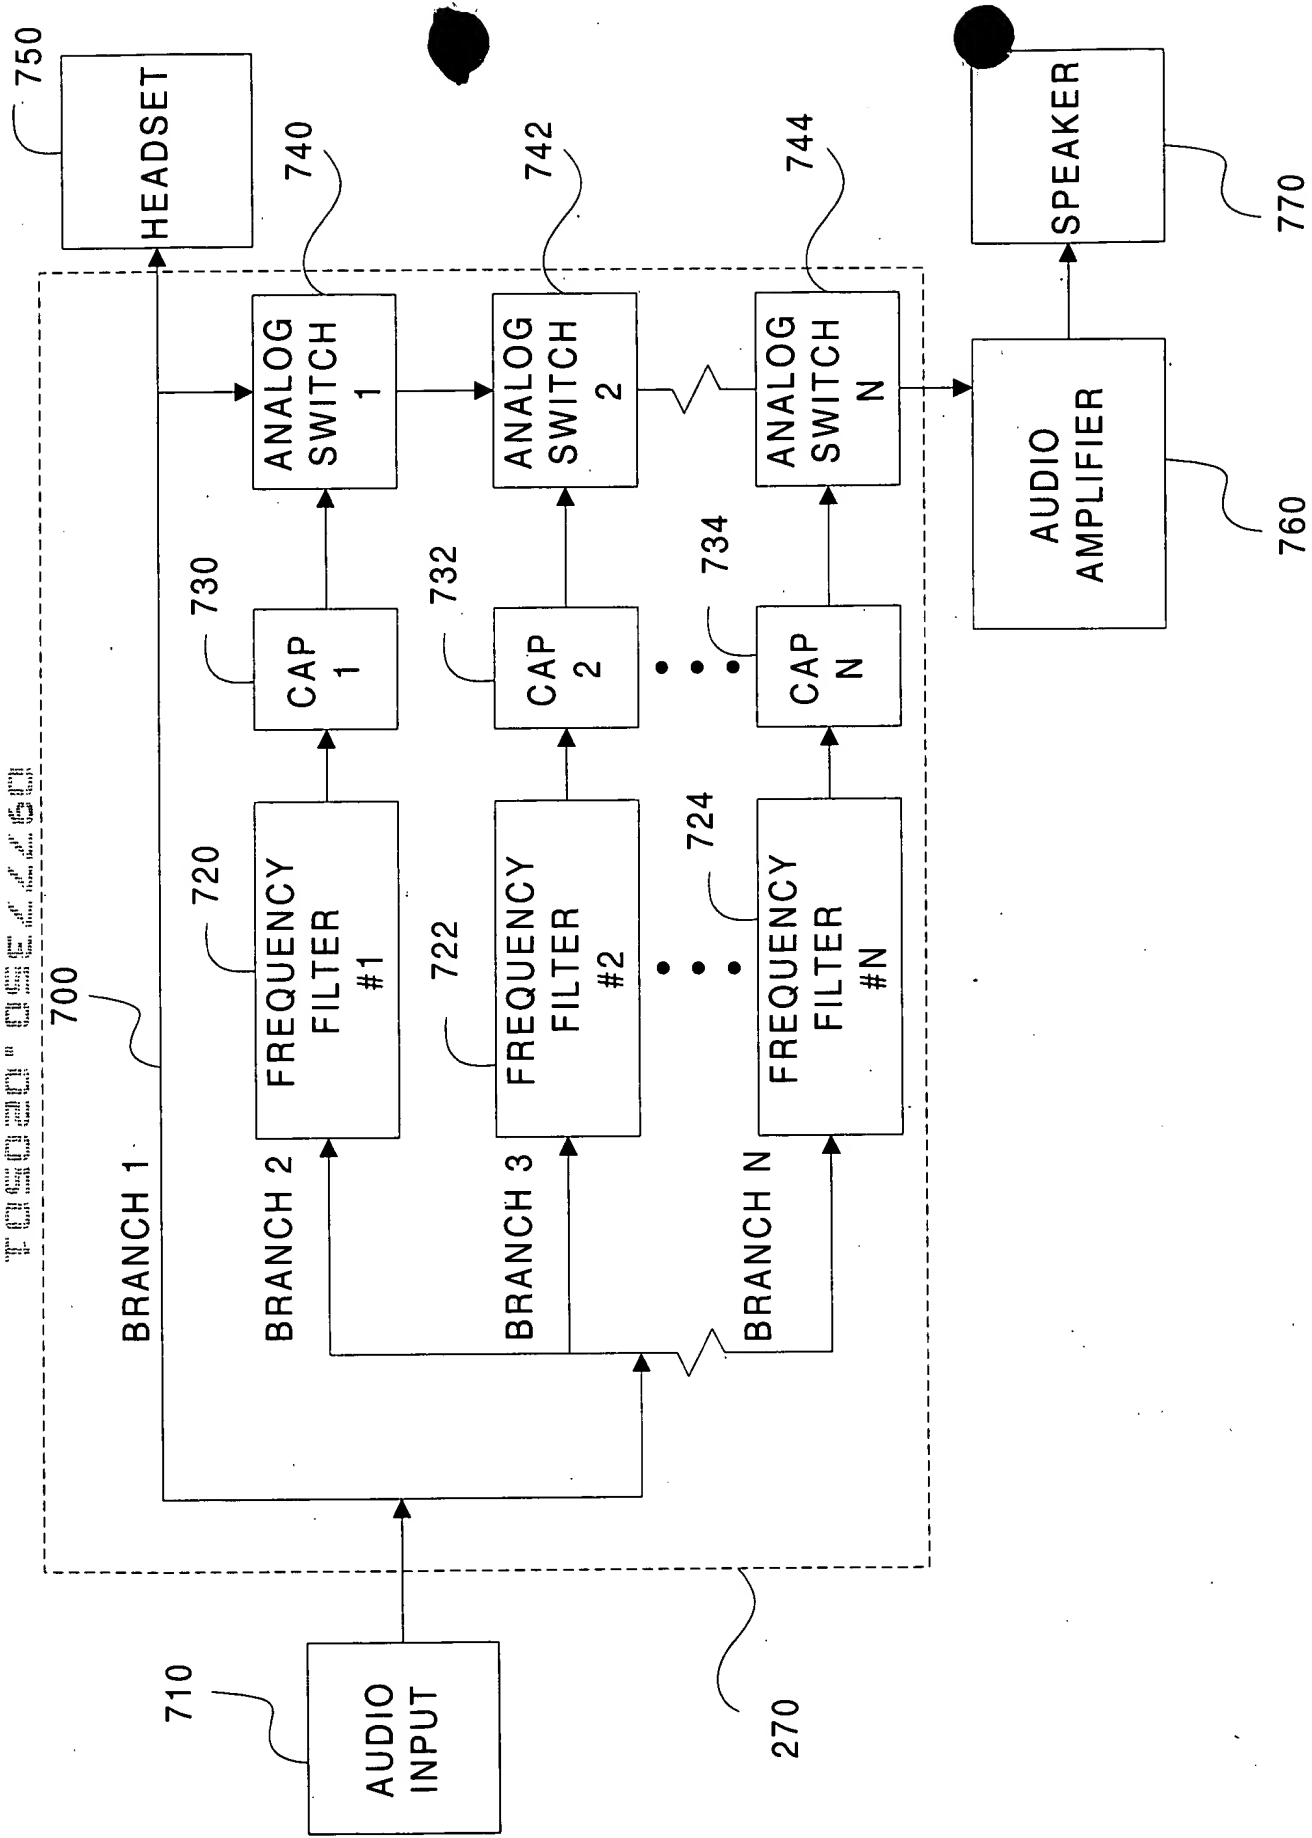 750
HEADSET
740
742
744
770
SPEAKER
ANALOG
SWITCH
1
ANALOG
SWITCH
2
ANALOG
SWITCH
N
730
732
734
CAP
1
CAP
2
CAP
N
AUDIO
AMPLIFIER
760
700
720
722
724
FREQUENCY
FILTER
#1
FREQUENCY
FILTER
#2
FREQUENCY
FILTER
#N
BRANCH 1
BRANCH 2
BRANCH 3
BRANCH N
710
AUDIO
INPUT
270